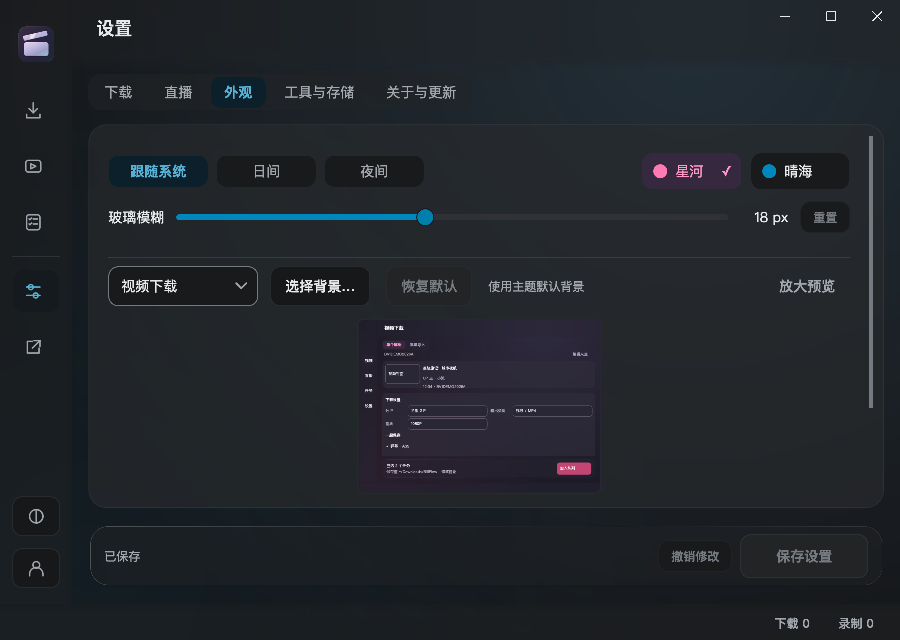 设置
下载 直播 外观 工具与存储 关于与更新
跟随系统 日间 夜间 星河 ✓ 晴海
玻璃模糊 18 px 重置
视频下载 选择背景... 恢复默认 使用主题默认背景 放大预览
视频下载
已保存 撤销修改 保存设置
下载 0 录制 0